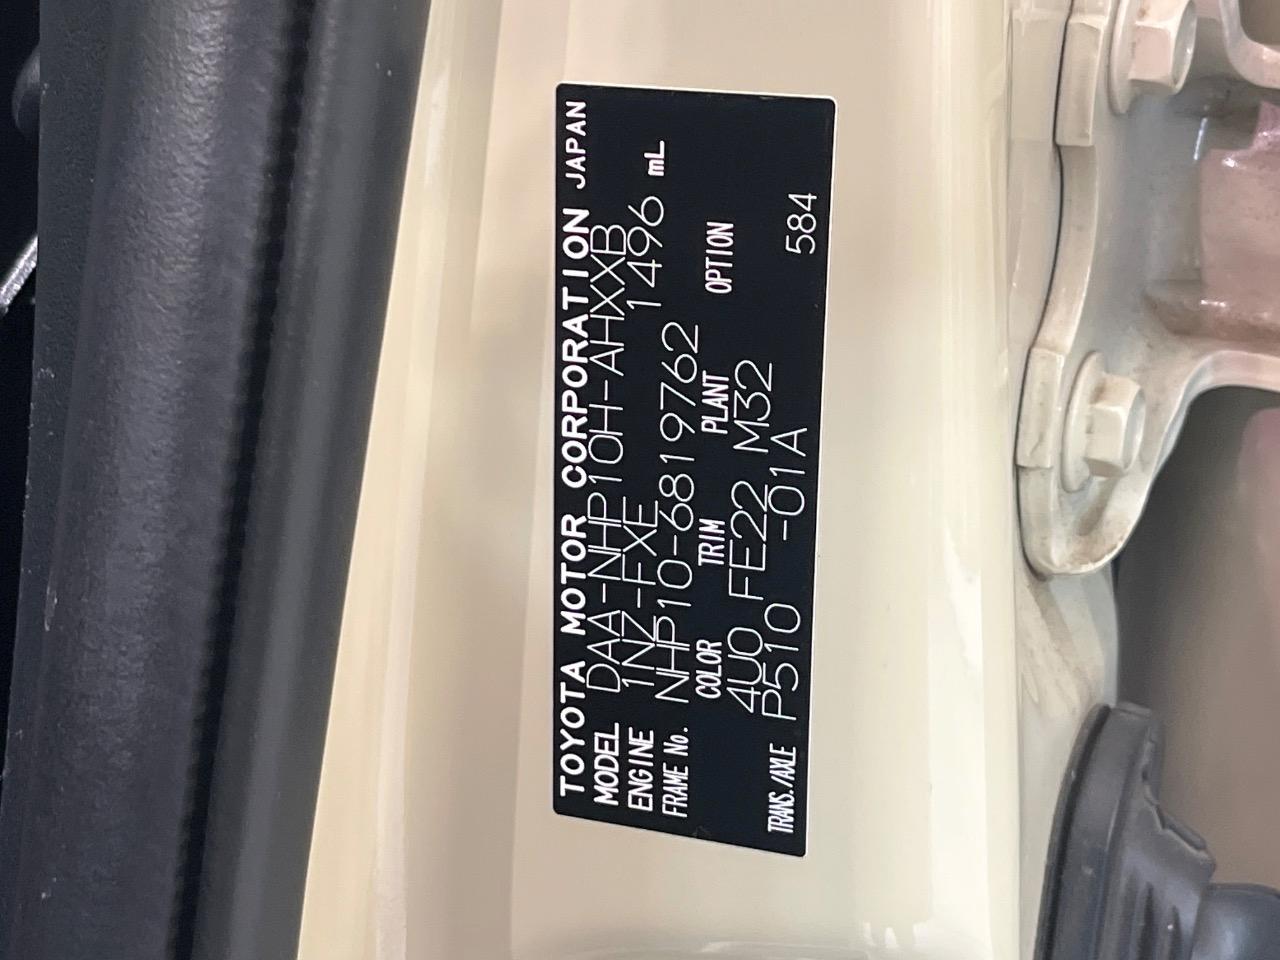 TOYOTA MOTOR CORPORATION JAPAN
MODEL DAA-NHP10H-AHXXB
ENGINE 1NZ-FXE 1496 mL
FRAME No. NHP10-6819762
COLOR TRIM PLANT OPTION
4U0 FE22 M32
TRANS./AXLE P510 -01A 584